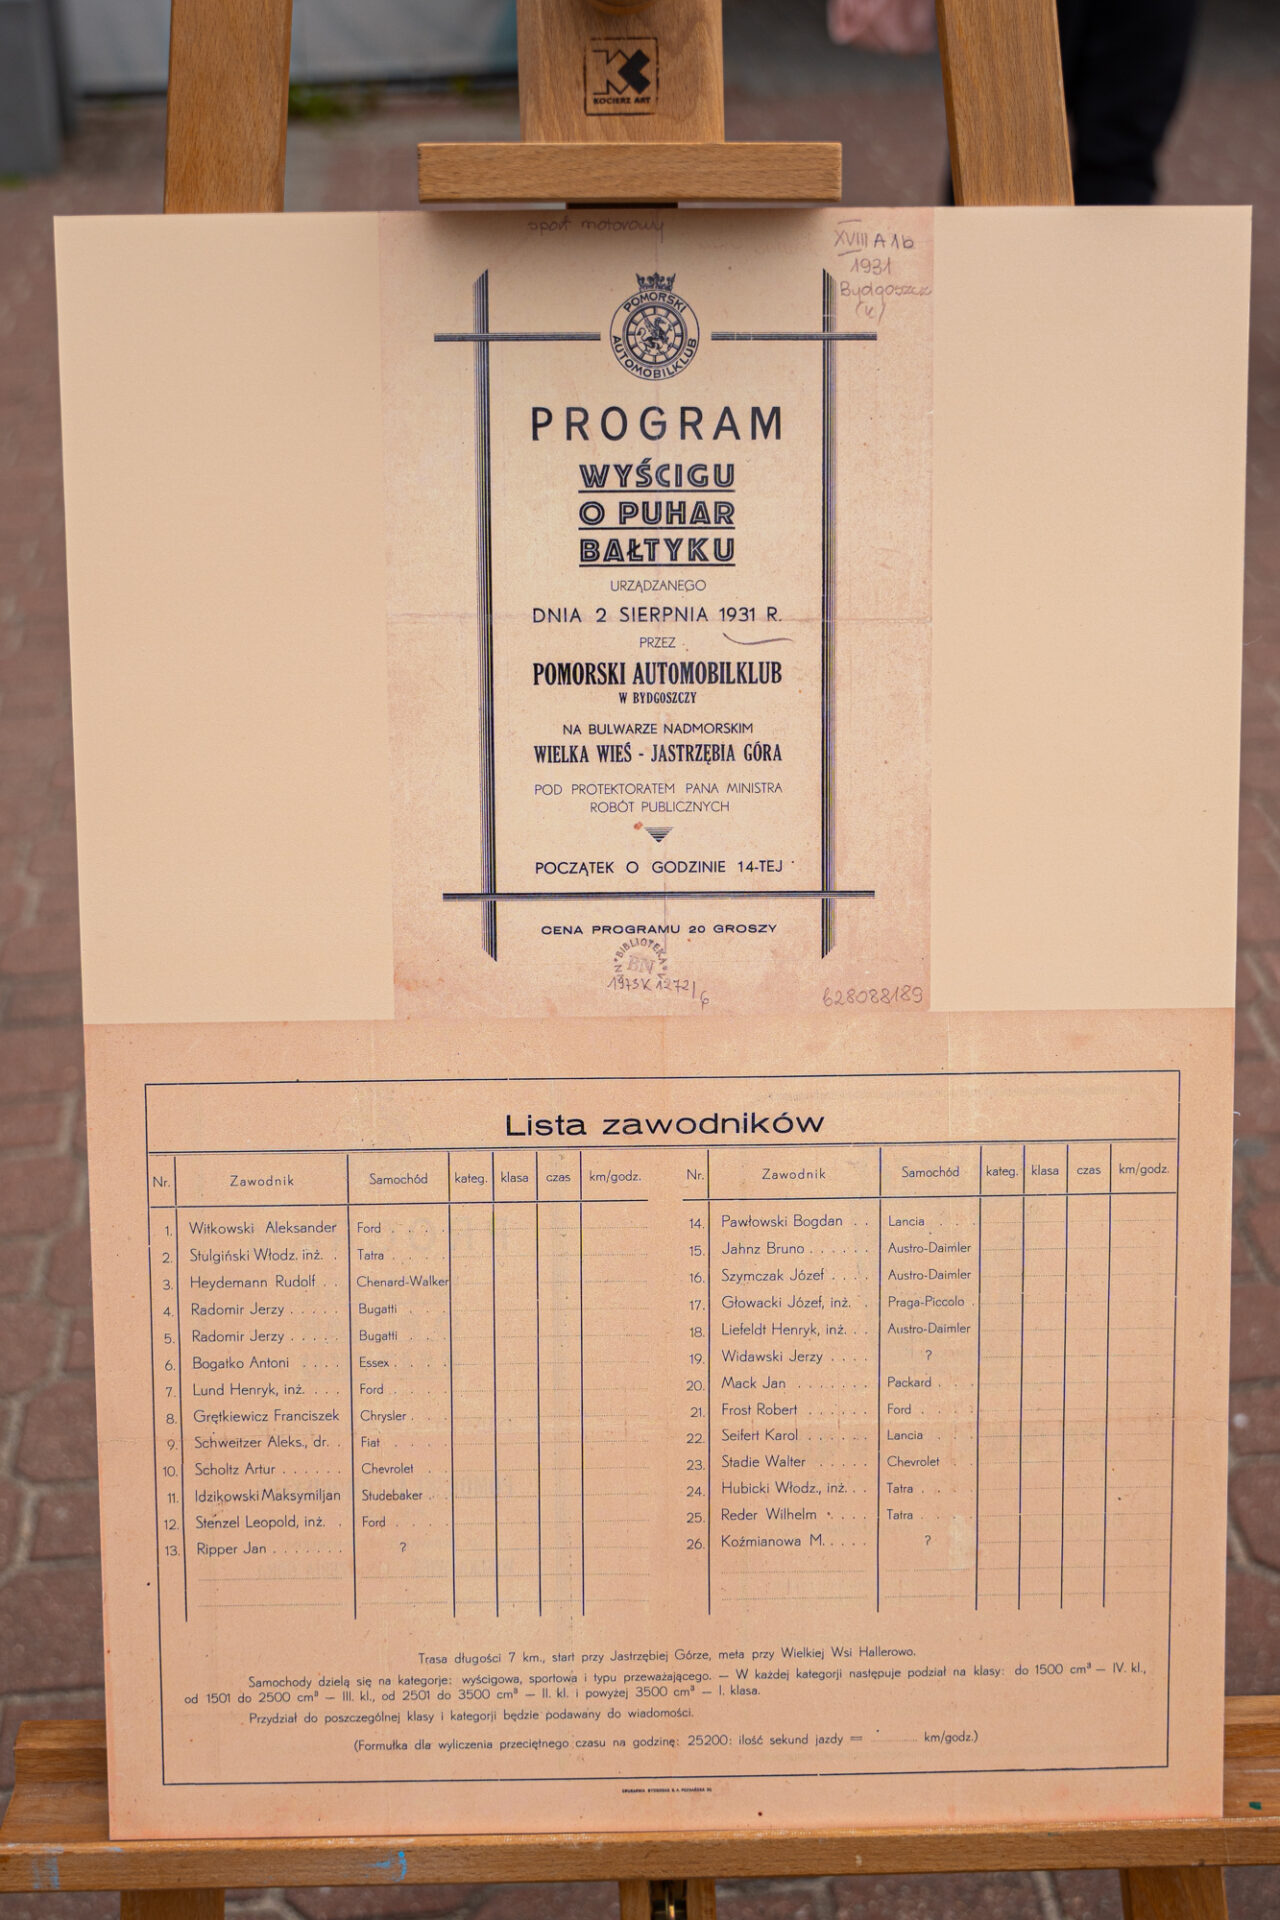 KOCIERZ ART
sport motorowy
XVIII A 1b
1931
Bydgoszcz
(v)
POMORSKI
AUTOMOBILKLUB
PROGRAM
WYŚCIGU
O PUHAR
BAŁTYKU
URZĄDZANEGO
DNIA 2 SIERPNIA 1931 R.
PRZEZ
POMORSKI AUTOMOBILKLUB
W BYDGOSZCZY
NA BULWARZE NADMORSKIM
WIELKA WIEŚ - JASTRZĘBIA GÓRA
POD PROTEKTORATEM PANA MINISTRA
ROBÓT PUBLICZNYCH
POCZĄTEK O GODZINIE 14-TEJ
CENA PROGRAMU 20 GROSZY
BIBLIOTEKA
BN
1973 K 1272/6
628088189
Lista zawodników
Nr. Zawodnik Samochód kateg. klasa czas km/godz.
1. Witkowski Aleksander Ford . . . .
2. Stulgiński Włodz. inż. . Tatra . . . .
3. Heydemann Rudolf . . Chenard-Walker
4. Radomir Jerzy . . . . . Bugatti . . .
5. Radomir Jerzy . . . . . Bugatti . . .
6. Bogatko Antoni . . . . Essex . . . .
7. Lund Henryk, inż. . . . Ford . . . .
8. Grętkiewicz Franciszek Chrysler . . .
9. Schweitzer Aleks., dr. . Fiat . . . .
10. Scholtz Artur . . . . . . Chevrolet . .
11. Idzikowski Maksymiljan Studebaker . .
12. Stenzel Leopold, inż. . Ford . . . .
13. Ripper Jan . . . . . . . ?
Nr. Zawodnik Samochód kateg. klasa czas km/godz.
14. Pawłowski Bogdan . . Lancia . . .
15. Jahnz Bruno . . . . . . Austro-Daimler
16. Szymczak Józef . . . . Austro-Daimler
17. Głowacki Józef, inż. . Praga-Piccolo .
18. Liefeldt Henryk, inż. . . Austro-Daimler
19. Widawski Jerzy . . . . ?
20. Mack Jan . . . . . . . Packard . . .
21. Frost Robert . . . . . . Ford . . . .
22. Seifert Karol . . . . . . Lancia . . .
23. Stadie Walter . . . . . Chevrolet . .
24. Hubicki Włodz., inż. . . Tatra . . . .
25. Reder Wilhelm . . . . Tatra . . . .
26. Koźmianowa M. . . . . ?
Trasa długości 7 km., start przy Jastrzębiej Górze, meta przy Wielkiej Wsi Hallerowo.
Samochody dzielą się na kategorje: wyścigowa, sportowa i typu przeważającego. — W każdej kategorji następuje podział na klasy: do 1500 cm³ — IV. kl.,
od 1501 do 2500 cm³ — III. kl., od 2501 do 3500 cm³ — II. kl. i powyżej 3500 cm³ — I. klasa.
Przydział do poszczególnej klasy i kategorji będzie podawany do wiadomości.
(Formułka dla wyliczenia przeciętnego czasu na godzinę: 25200: ilość sekund jazdy = .......... km/godz.)